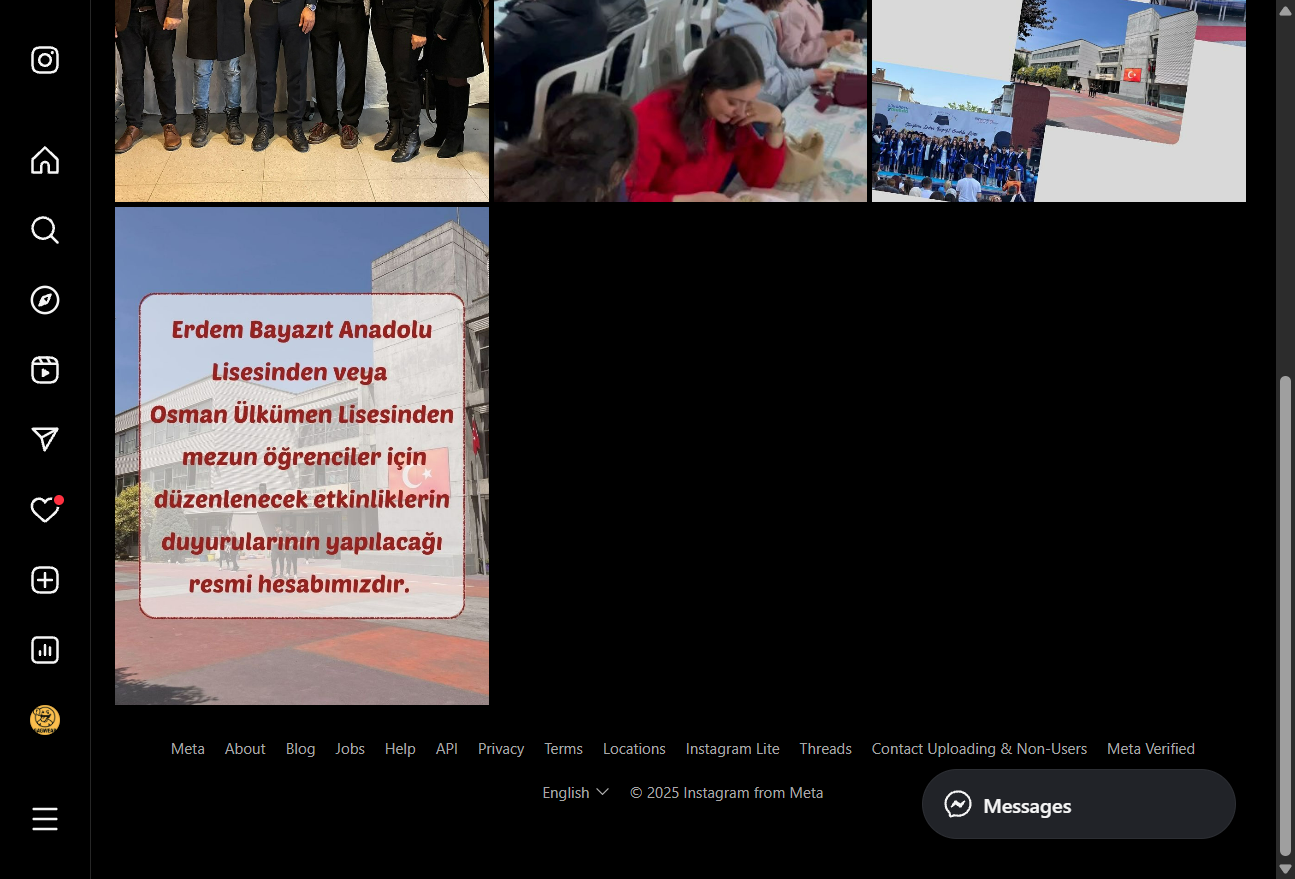 Erdem Bayazıt Anadolu
Lisesinden veya
Osman Ülkümen Lisesinden
mezun öğrenciler için
düzenlenecek etkinliklerin
duyurularının yapılacağı
resmi hesabımızdır.
Meta About Blog Jobs Help API Privacy Terms Locations Instagram Lite Threads Contact Uploading & Non-Users Meta Verified
English © 2025 Instagram from Meta
Messages